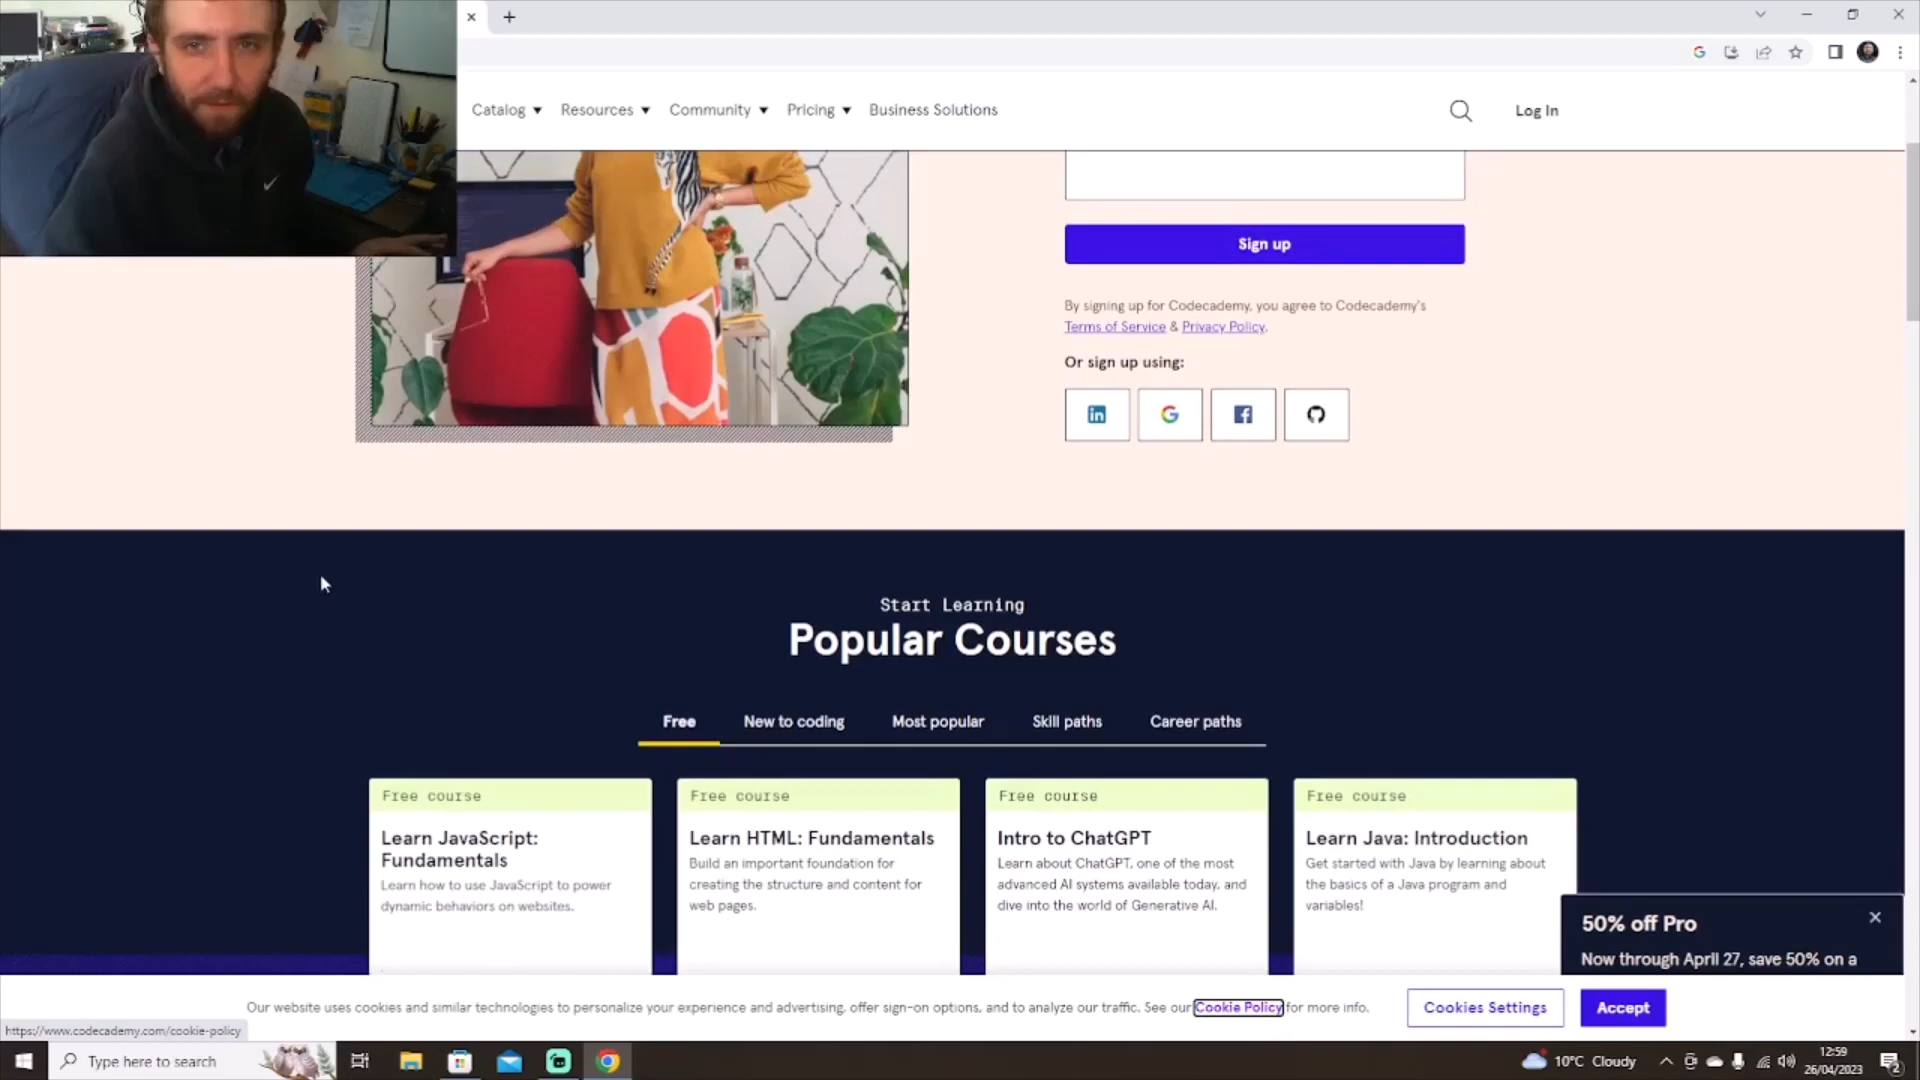 Catalog
Resources
Community
Pricing
Business Solutions
Log In
Sign up
By signing up for Codecademy, you agree to Codecademy's
Terms of Service & Privacy Policy.
Or sign up using:
in
G
f
Start Learning
Popular Courses
Free
New to coding
Most popular
Skill paths
Career paths
Free course
Learn JavaScript:
Fundamentals
Learn how to use JavaScript to power
dynamic behaviors on websites.
Free course
Learn HTML: Fundamentals
Build an important foundation for
creating the structure and content for
web pages.
Free course
Intro to ChatGPT
Learn about ChatGPT, one of the most
advanced AI systems available today, and
dive into the world of Generative AI.
Free course
Learn Java: Introduction
Get started with Java by learning about
the basics of a Java program and
variables!
50% off Pro
Now through April 27, save 50% on a
Our website uses cookies and similar technologies to personalize your experience and advertising, offer sign-on options, and to analyze our traffic. See our Cookie Policy for more info.
Cookies Settings
Accept
https://www.codecademy.com/cookie-policy
Type here to search
10°C Cloudy
12:59
26/04/2023
2